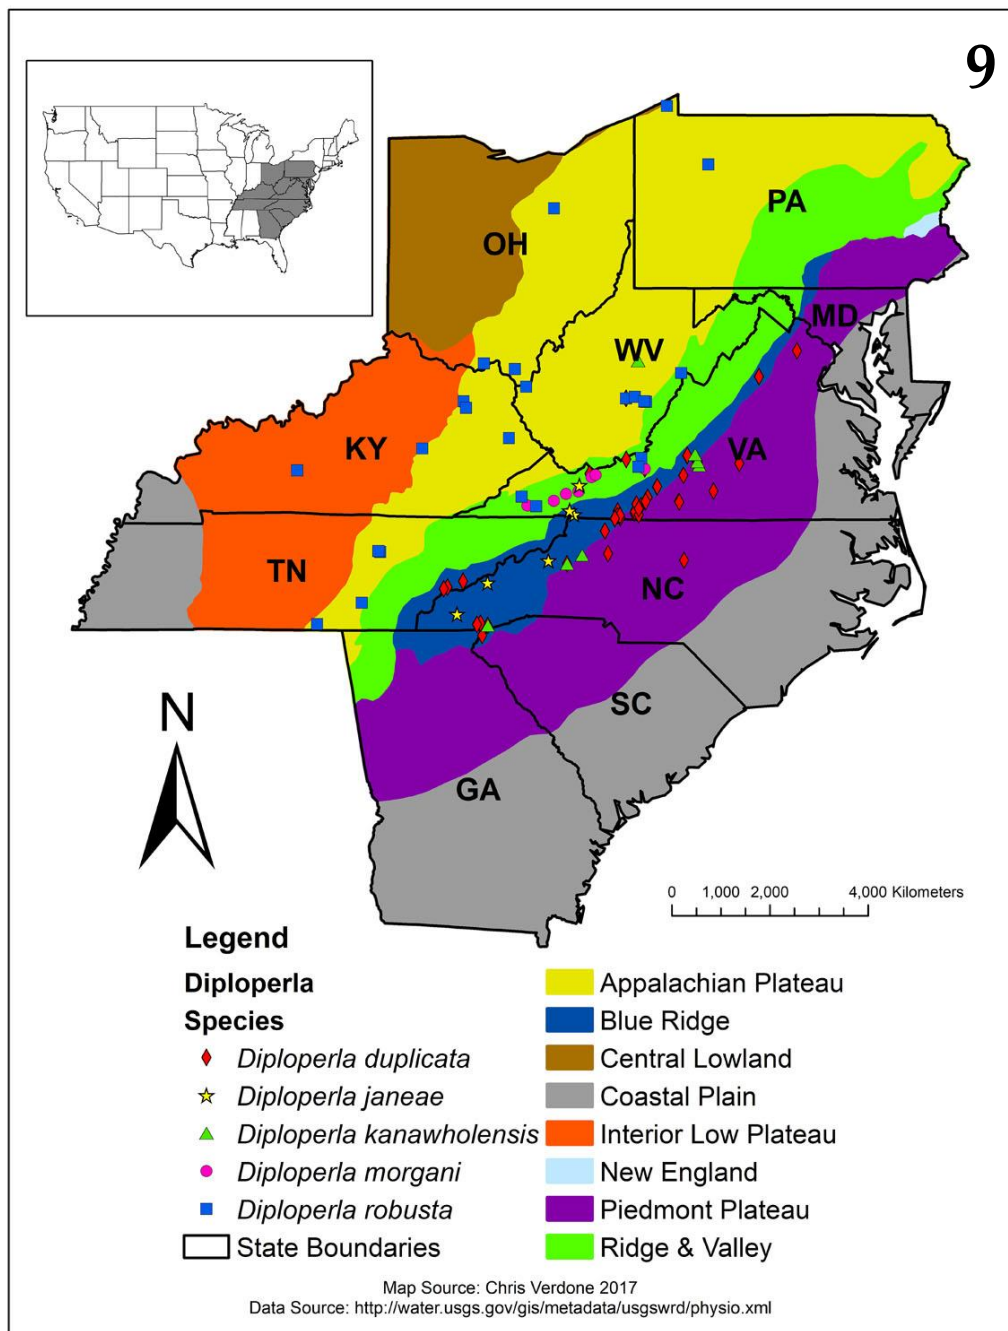 9
PA
OH
MD
WV
KY
VA
TN
NC
N
SC
GA
0 1,000 2,000 4,000 Kilometers
Legend
Diploperla
Species
Diploperla duplicata
Diploperla janeae
Diploperla kanawholensis
Diploperla morgani
Diploperla robusta
State Boundaries
Appalachian Plateau
Blue Ridge
Central Lowland
Coastal Plain
Interior Low Plateau
New England
Piedmont Plateau
Ridge & Valley
Map Source: Chris Verdone 2017
Data Source: http://water.usgs.gov/gis/metadata/usgswrd/physio.xml